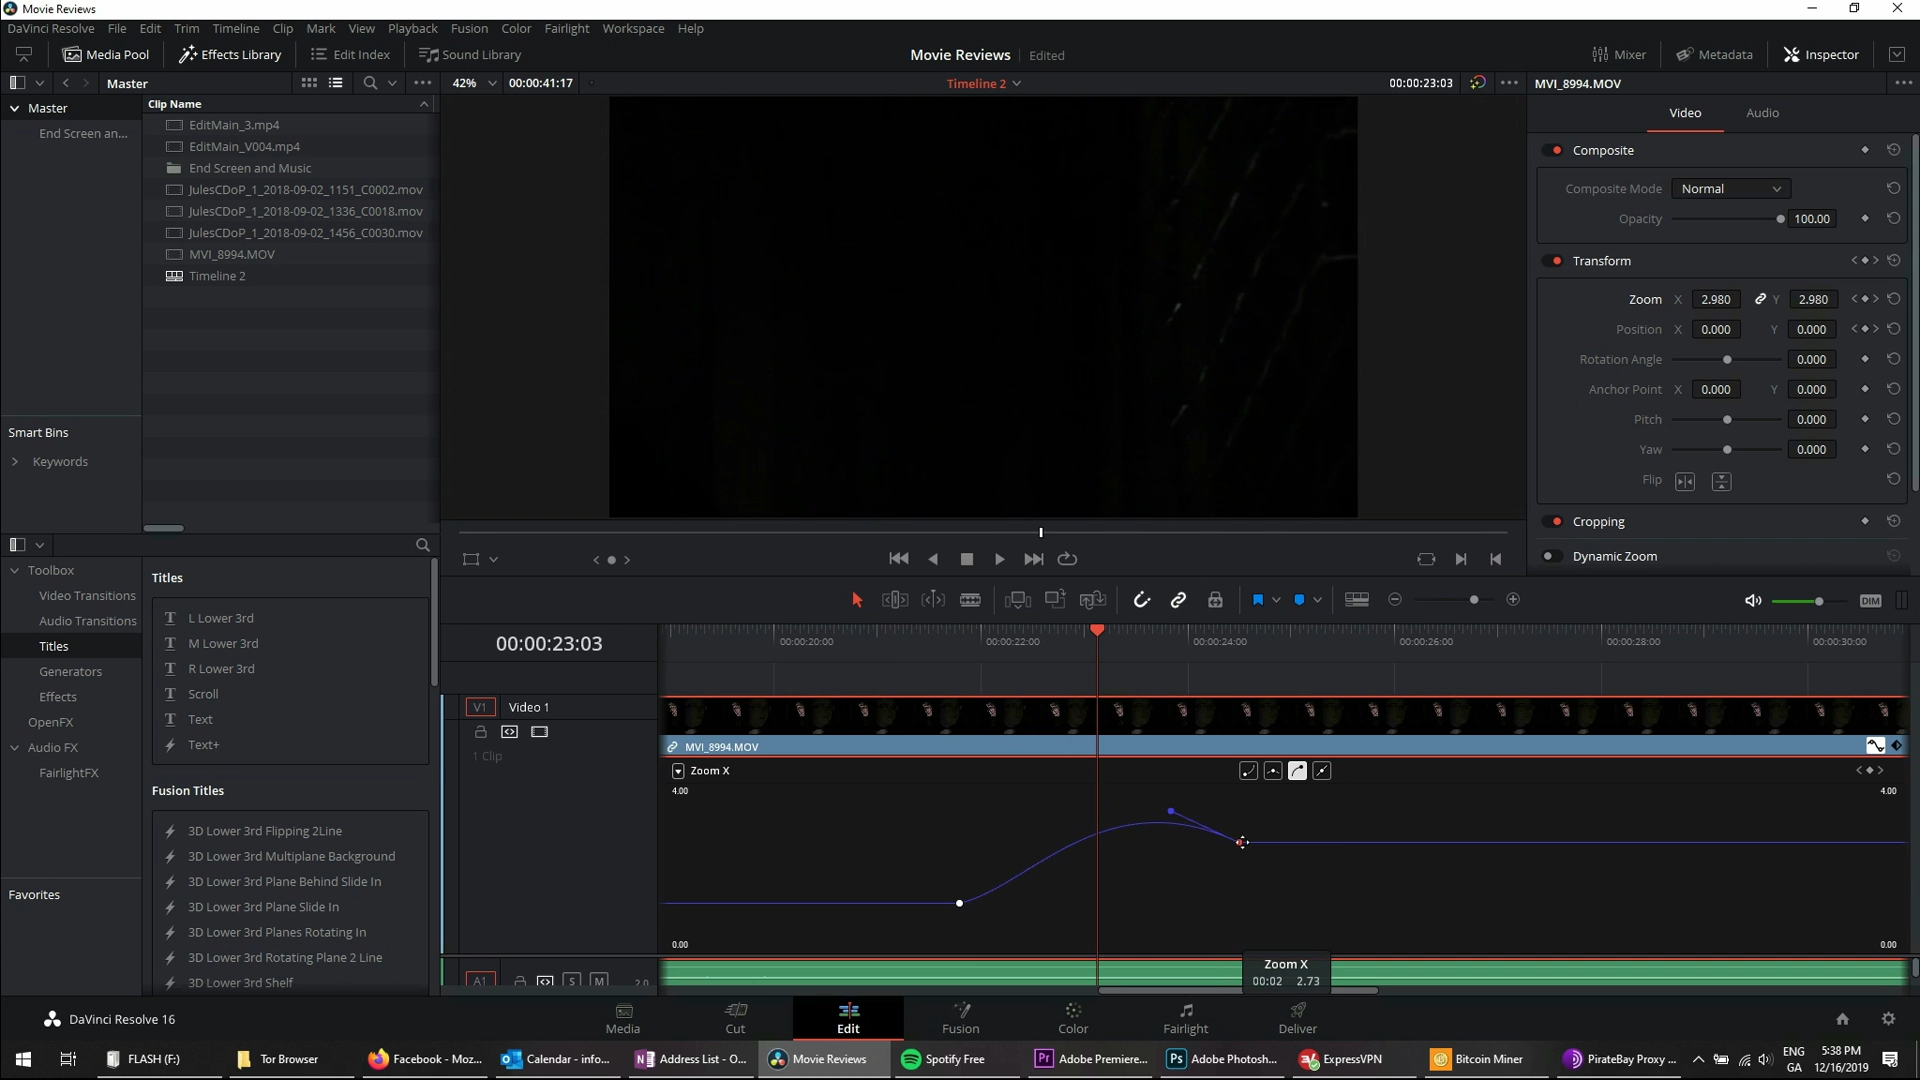 Movie Reviews
DaVinci Resolve File Edit Trim Timeline Clip Mark View Playback Fusion Color Fairlight Workspace Help
Media Pool Effects Library Edit Index Sound Library Movie Reviews Edited Mixer Metadata Inspector
Master 42% 00:00:41:17 Timeline 2 00:00:23:03 MVI_8994.MOV
Master
End Screen an...
Clip Name
EditMain_3.mp4
EditMain_V004.mp4
End Screen and Music
JulesCDoP_1_2018-09-02_1151_C0002.mov
JulesCDoP_1_2018-09-02_1336_C0018.mov
JulesCDoP_1_2018-09-02_1456_C0030.mov
MVI_8994.MOV
Timeline 2
Smart Bins
Keywords
Video Audio
Composite
Composite Mode Normal
Opacity 100.00
Transform
Zoom X 2.980 Y 2.980
Position X 0.000 Y 0.000
Rotation Angle 0.000
Anchor Point X 0.000 Y 0.000
Pitch 0.000
Yaw 0.000
Flip
Cropping
Dynamic Zoom
Toolbox
Video Transitions
Audio Transitions
Titles
Generators
Effects
OpenFX
Audio FX
FairlightFX
Favorites
Titles
L Lower 3rd
M Lower 3rd
R Lower 3rd
Scroll
Text
Text+
Fusion Titles
3D Lower 3rd Flipping 2Line
3D Lower 3rd Multiplane Background
3D Lower 3rd Plane Behind Slide In
3D Lower 3rd Plane Slide In
3D Lower 3rd Planes Rotating In
3D Lower 3rd Rotating Plane 2 Line
3D Lower 3rd Shelf
DIM
00:00:23:03 00:00:20:00 00:00:22:00 00:00:24:00 00:00:26:00 00:00:28:00 00:00:30:00
V1 Video 1
1 Clip
MVI_8994.MOV
Zoom X
4.00 4.00
0.00 0.00
Zoom X
00:02 2.73
A1 S M 2.0
DaVinci Resolve 16 Media Cut Edit Fusion Color Fairlight Deliver
FLASH (F:) Tor Browser Facebook - Moz... Calendar - info... Address List - O... Movie Reviews Spotify Free Adobe Premiere... Adobe Photosh... ExpressVPN Bitcoin Miner PirateBay Proxy ... ENG 5:38 PM
GA 12/16/2019